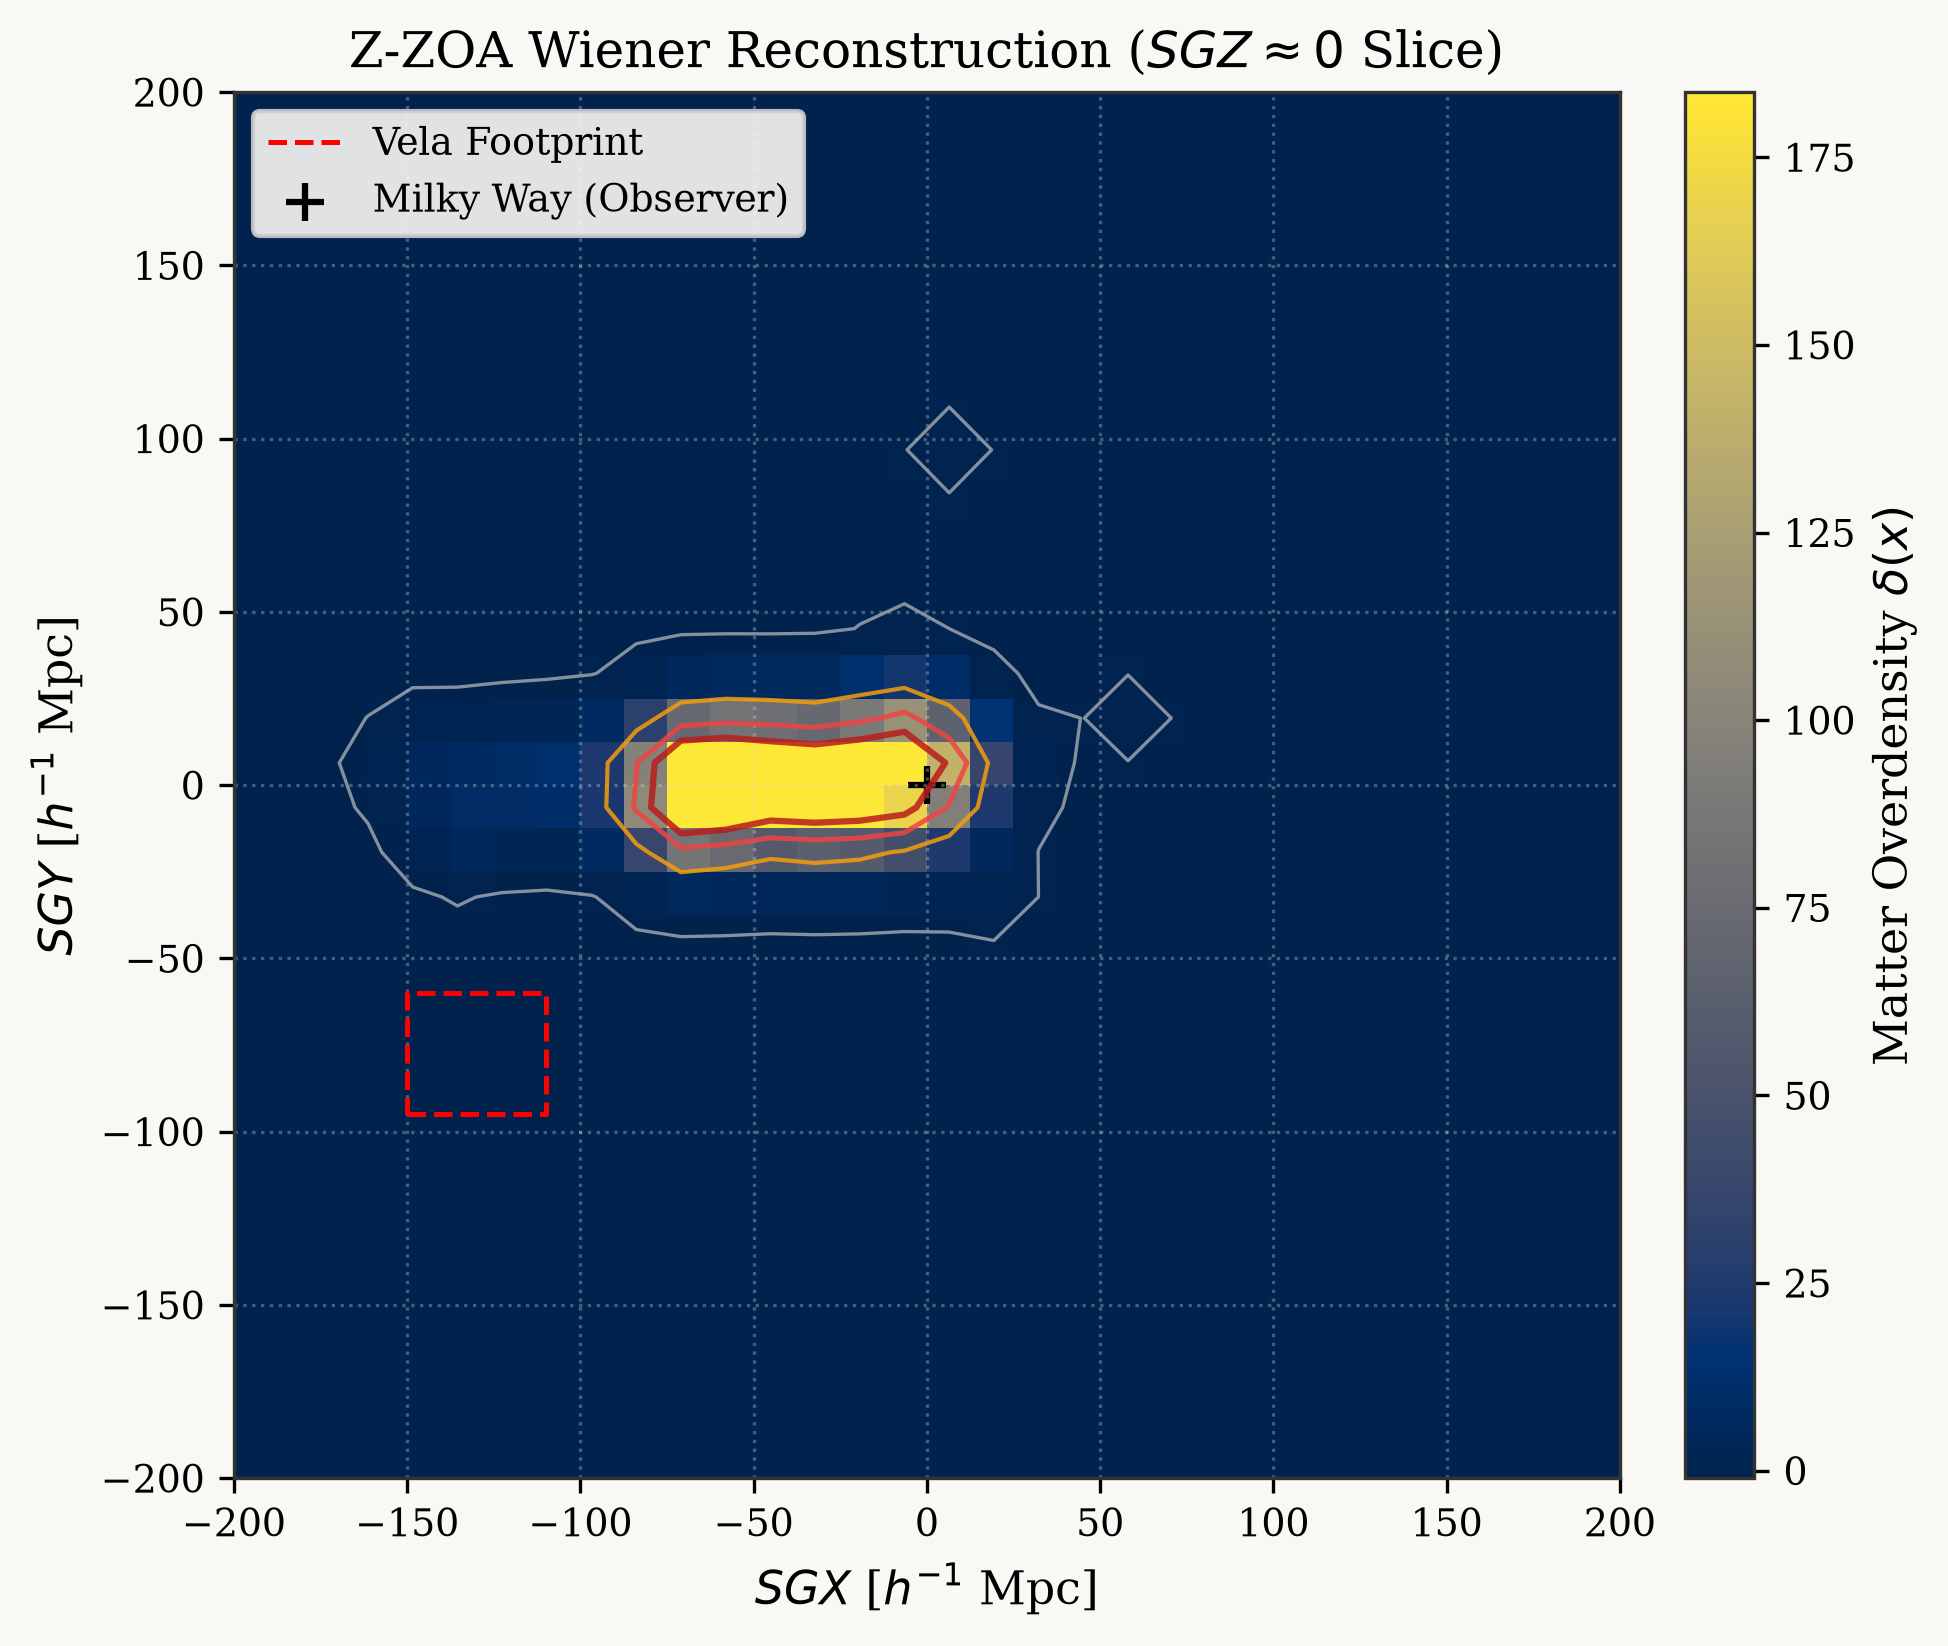 Z-ZOA Wiener Reconstruction (SGZ ≈ 0 Slice)
Vela Footprint
Milky Way (Observer)
200
150
100
50
0
−50
−100
−150
−200
SGY [h⁻¹ Mpc]
−200 −150 −100 −50 0 50 100 150 200
SGX [h⁻¹ Mpc]
175
150
125
100
75
50
25
0
Matter Overdensity δ(x)